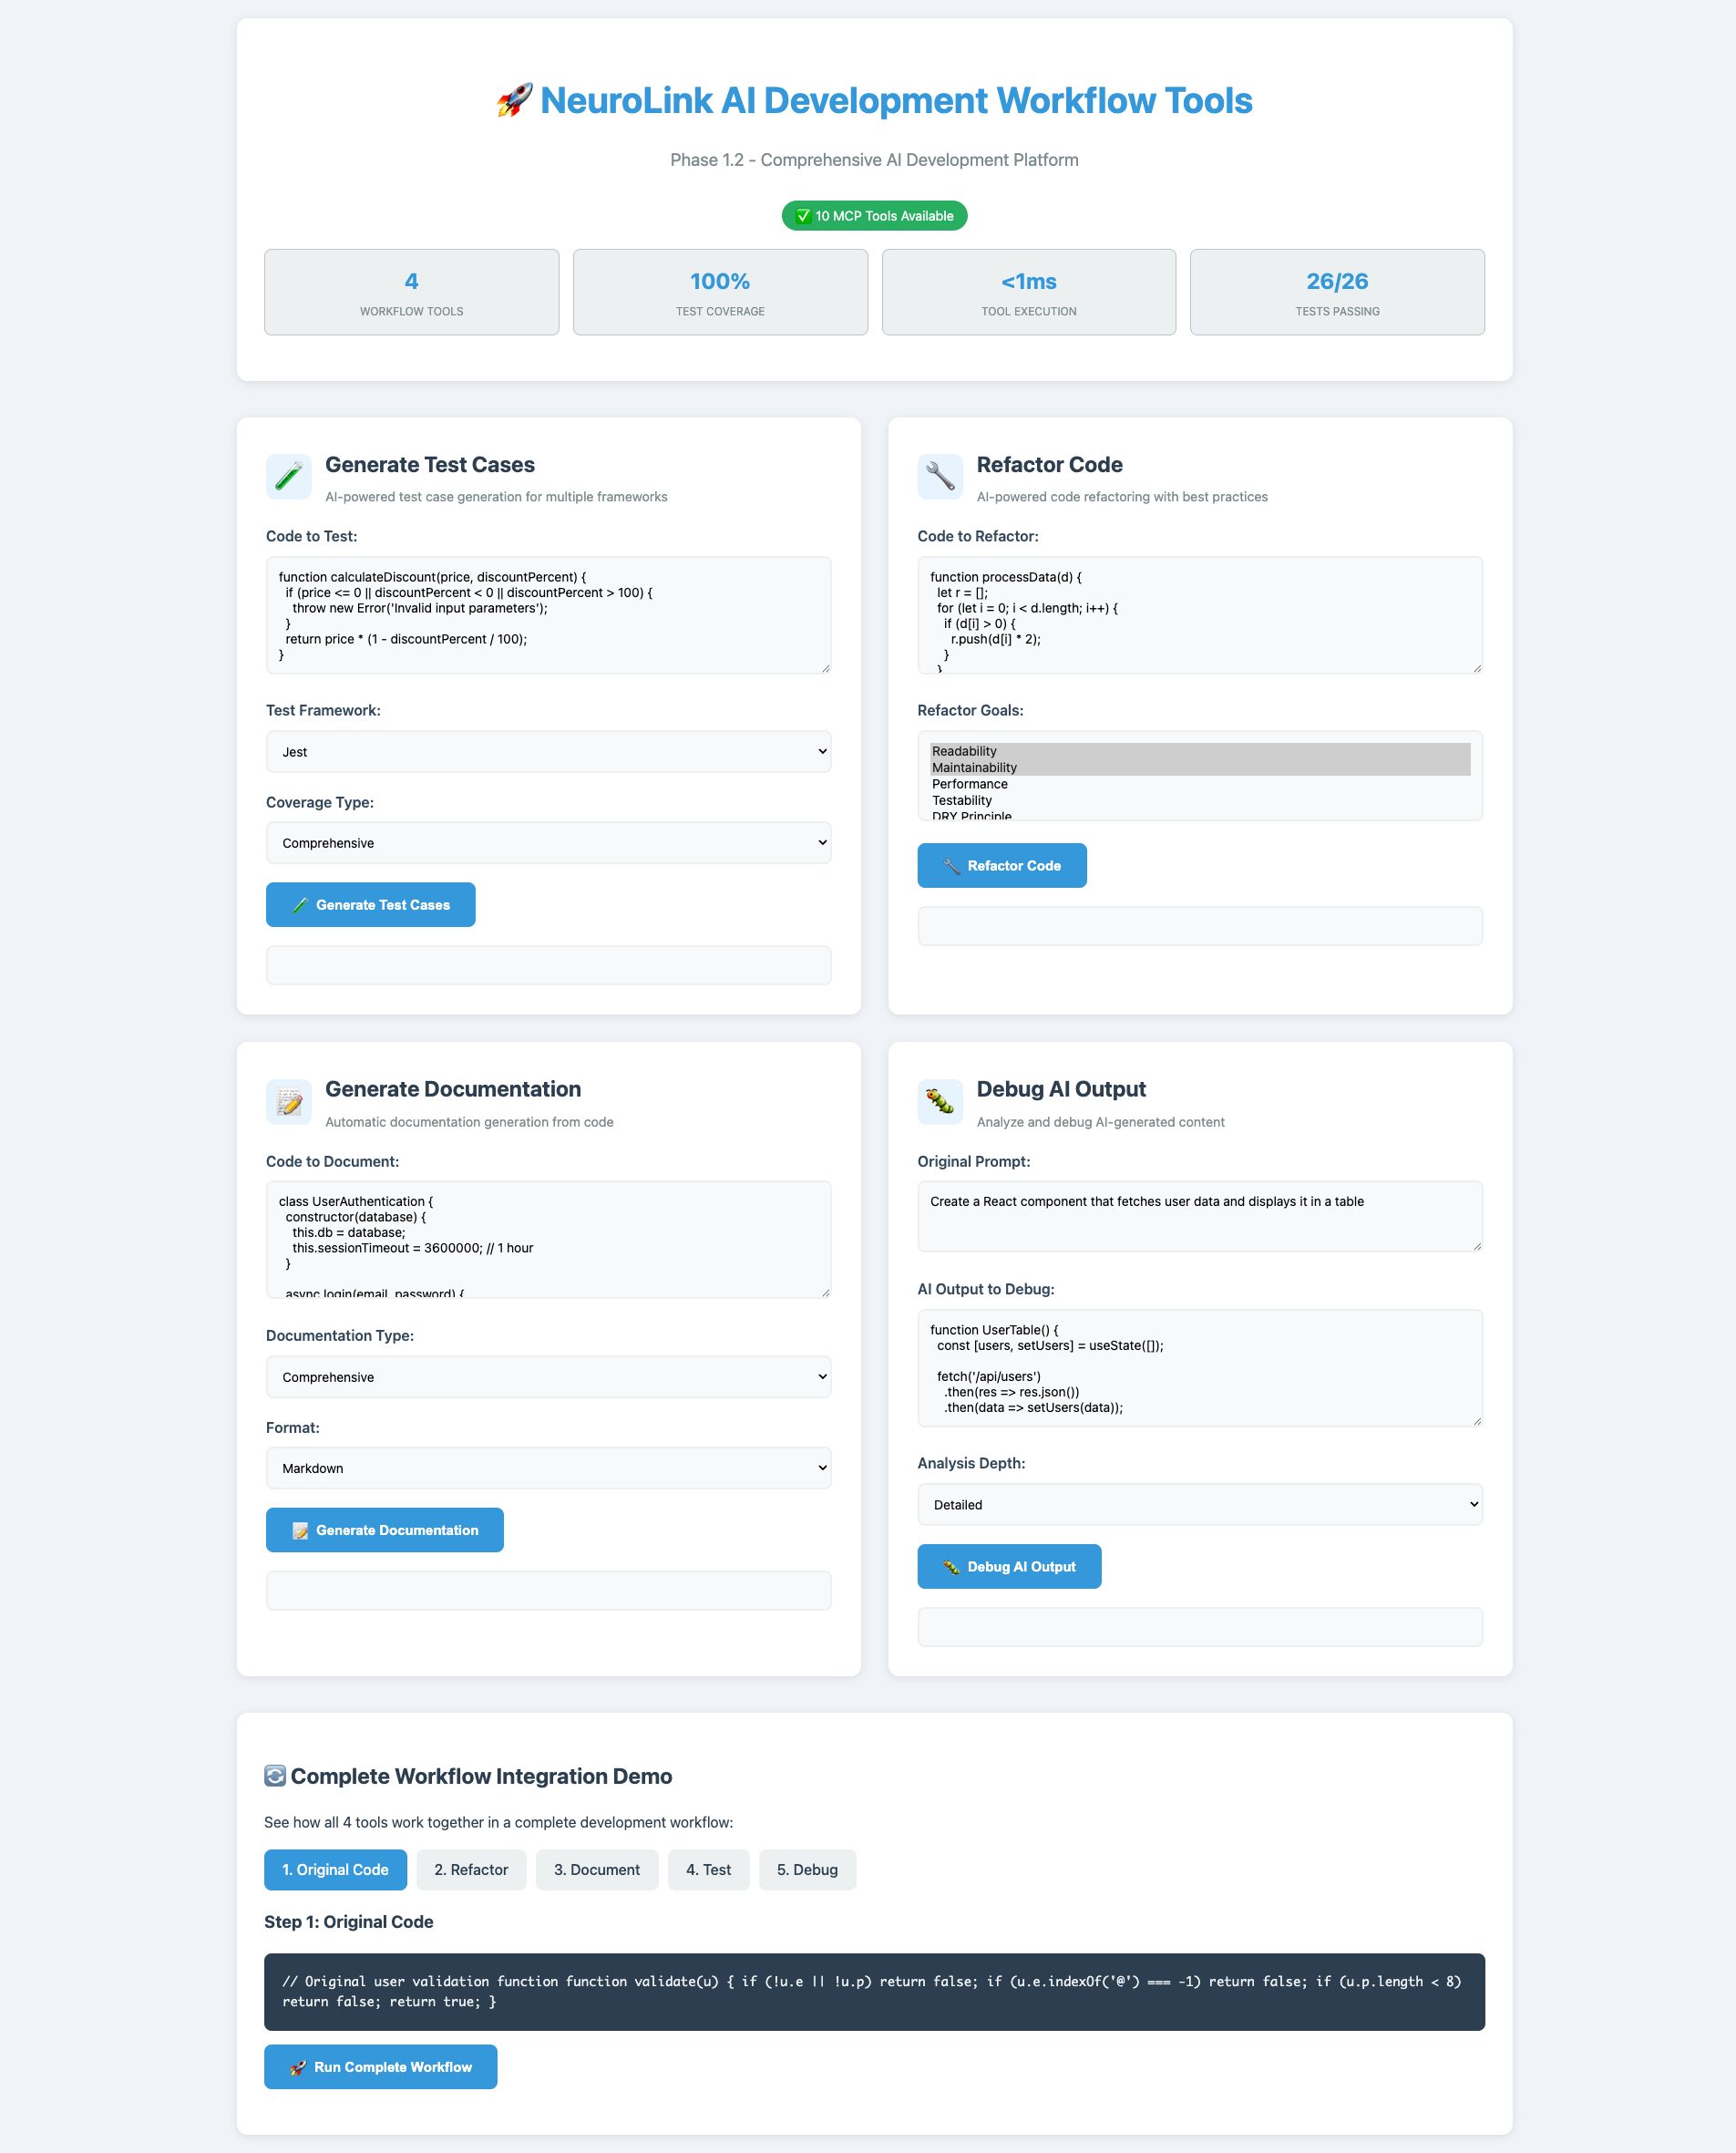 🚀 NeuroLink AI Development Workflow Tools
Phase 1.2 - Comprehensive AI Development Platform
✅ 10 MCP Tools Available
4
WORKFLOW TOOLS
100%
TEST COVERAGE
<1ms
TOOL EXECUTION
26/26
TESTS PASSING
Generate Test Cases
AI-powered test case generation for multiple frameworks
Code to Test:
function calculateDiscount(price, discountPercent) {
  if (price <= 0 || discountPercent < 0 || discountPercent > 100) {
    throw new Error('Invalid input parameters');
  }
  return price * (1 - discountPercent / 100);
}
Test Framework:
Jest
Coverage Type:
Comprehensive
Generate Test Cases
Refactor Code
AI-powered code refactoring with best practices
Code to Refactor:
function processData(d) {
  let r = [];
  for (let i = 0; i < d.length; i++) {
    if (d[i] > 0) {
      r.push(d[i] * 2);
    }
  }
Refactor Goals:
Readability
Maintainability
Performance
Testability
DRY Principle
Refactor Code
Generate Documentation
Automatic documentation generation from code
Code to Document:
class UserAuthentication {
  constructor(database) {
    this.db = database;
    this.sessionTimeout = 3600000; // 1 hour
  }
  async login(email, password) {
Documentation Type:
Comprehensive
Format:
Markdown
Generate Documentation
Debug AI Output
Analyze and debug AI-generated content
Original Prompt:
Create a React component that fetches user data and displays it in a table
AI Output to Debug:
function UserTable() {
  const [users, setUsers] = useState([]);
  fetch('/api/users')
    .then(res => res.json())
    .then(data => setUsers(data));
Analysis Depth:
Detailed
Debug AI Output
🔄 Complete Workflow Integration Demo
See how all 4 tools work together in a complete development workflow:
1. Original Code
2. Refactor
3. Document
4. Test
5. Debug
Step 1: Original Code
// Original user validation function function validate(u) { if (!u.e || !u.p) return false; if (u.e.indexOf('@') === -1) return false; if (u.p.length < 8)
return false; return true; }
Run Complete Workflow